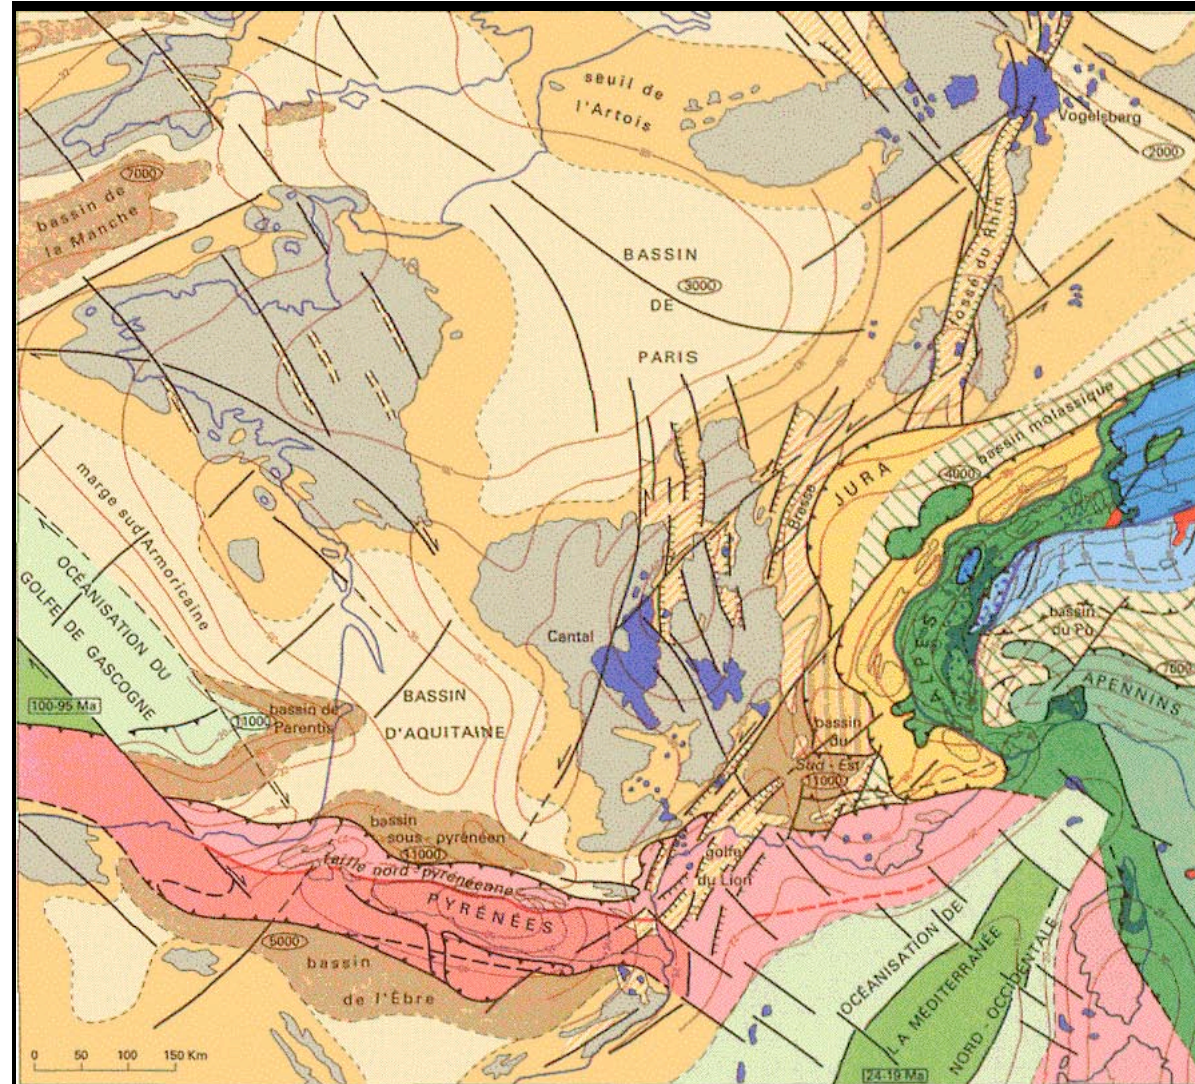 seuil de
l'Artois
Vogelsberg
2000
7000
bassin de
la Manche
fossé du Rhin
BASSIN
3000
DE
PARIS
bassin molassique
4000
JURA
Bresse
marge sud Armoricaine
OCÉANISATION DU
GOLFE DE GASCOGNE
100-95 Ma
Cantal
bassin
du Pô
7000
ALPES
APENNINS
BASSIN
D'AQUITAINE
bassin de
Parentis
11000
bassin
du
Sud-Est
11000
bassin
sous-pyrénéen
11000
faille nord-pyrénéeane
PYRÉNÉES
golfe
du Lion
5000
bassin
de l'Èbre
OCÉANISATION DE
LA MÉDITERRANÉE
NORD-OCCIDENTALE
24-19 Ma
0 50 100 150 Km